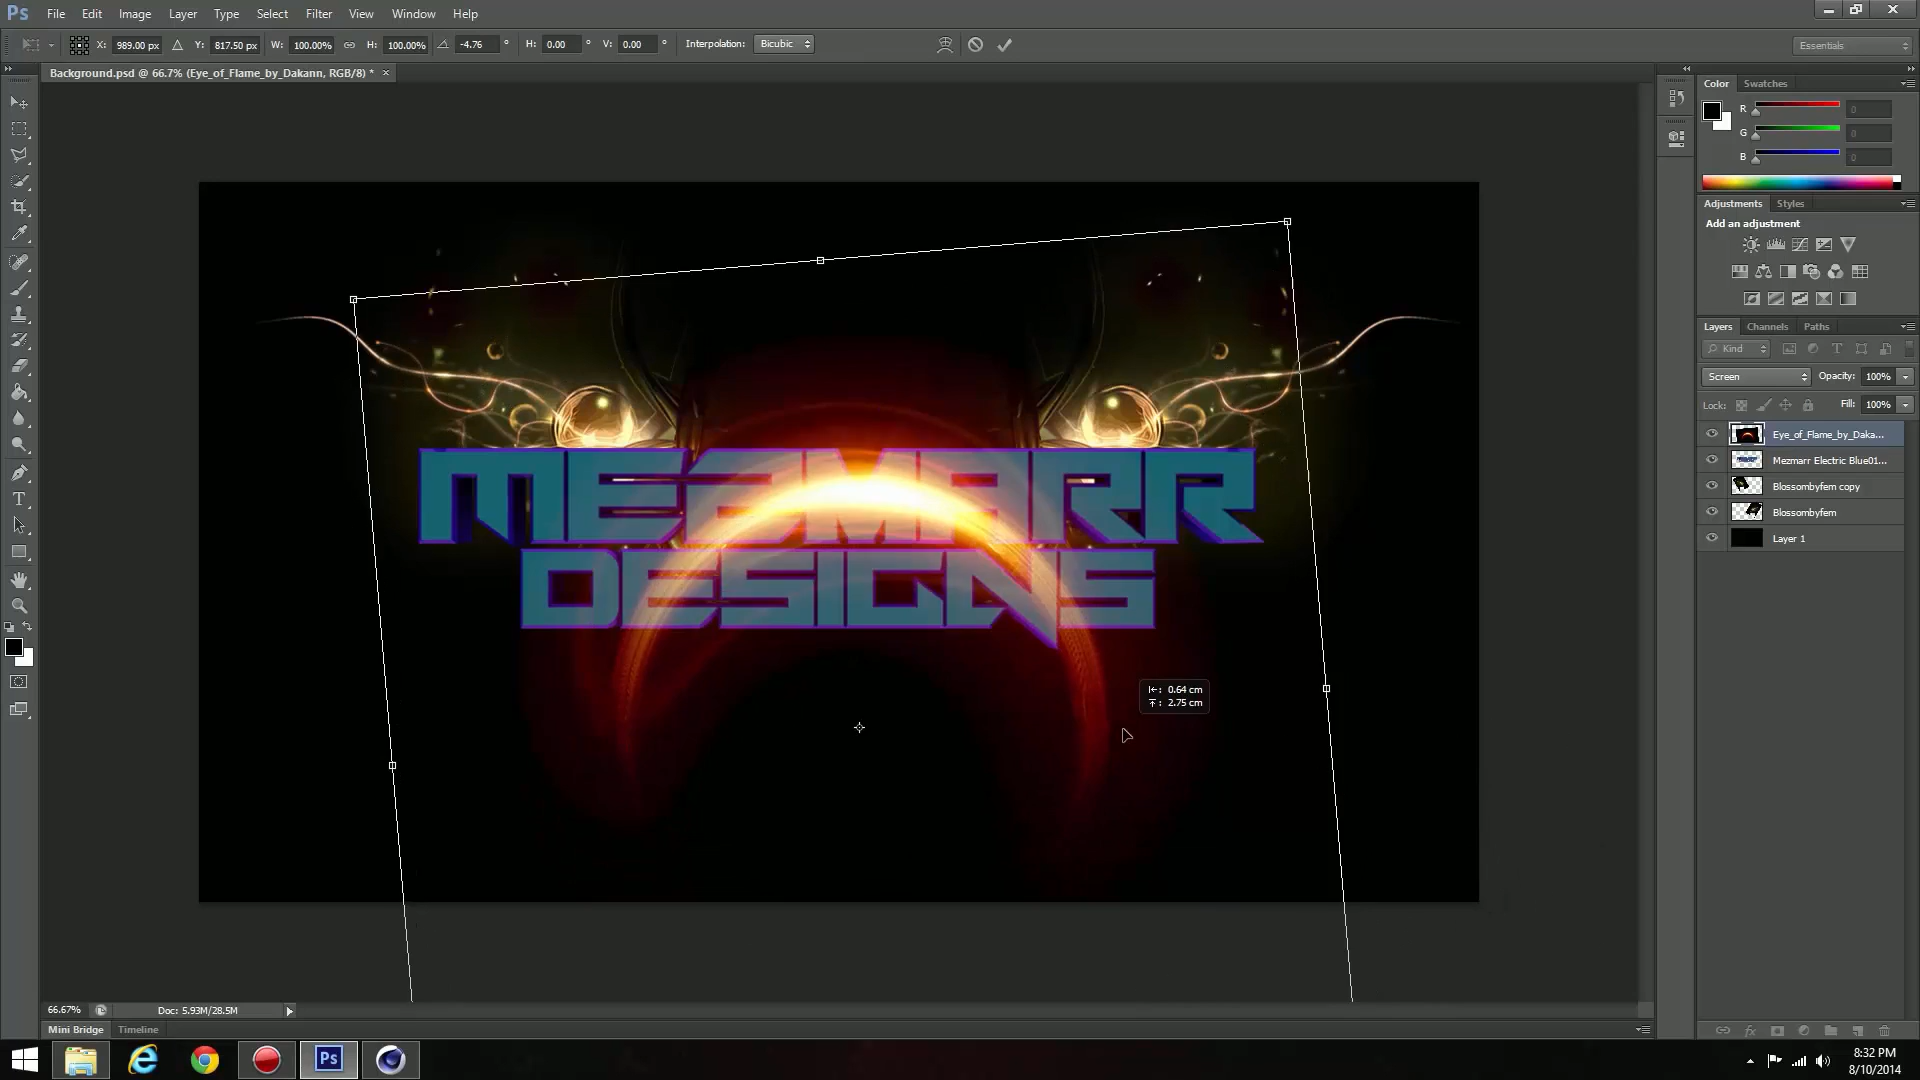 Ps File Edit Image Layer Type Select Filter View Window Help
X: 989.00 px Y: 817.50 px W: 100.00% H: 100.00% -4.76 ° H: 0.00 ° V: 0.00 ° Interpolation: Bicubic Essentials
Background.psd @ 66.7% (Eye_of_Flame_by_Dakann, RGB/8) * ×
Color Swatches
R 0
G 0
B 0
Adjustments Styles
Add an adjustment
Layers Channels Paths
Kind
Screen Opacity: 100%
Lock: Fill: 100%
Eye_of_Flame_by_Daka...
Mezmarr Electric Blue01...
Blossombyfem copy
Blossombyfem
Layer 1
MEZMARR
DESIGNS
: 0.64 cm
: 2.75 cm
66.67% Doc: 5.93M/28.5M
Mini Bridge Timeline
Ps
8:32 PM
8/10/2014